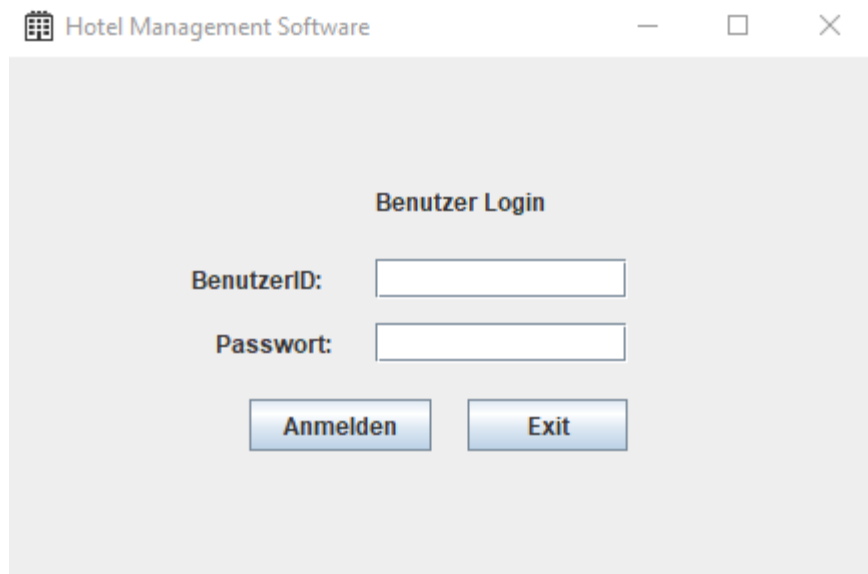 Hotel Management Software
Benutzer Login
BenutzerID:
Passwort:
Anmelden Exit